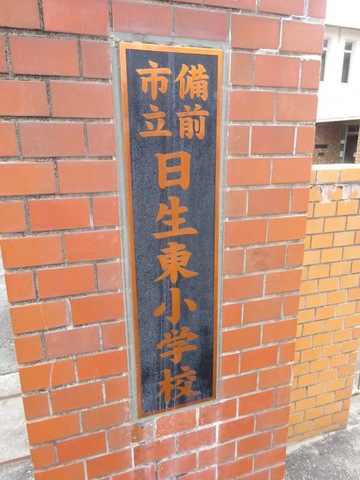 備前
市立
日生東小学校